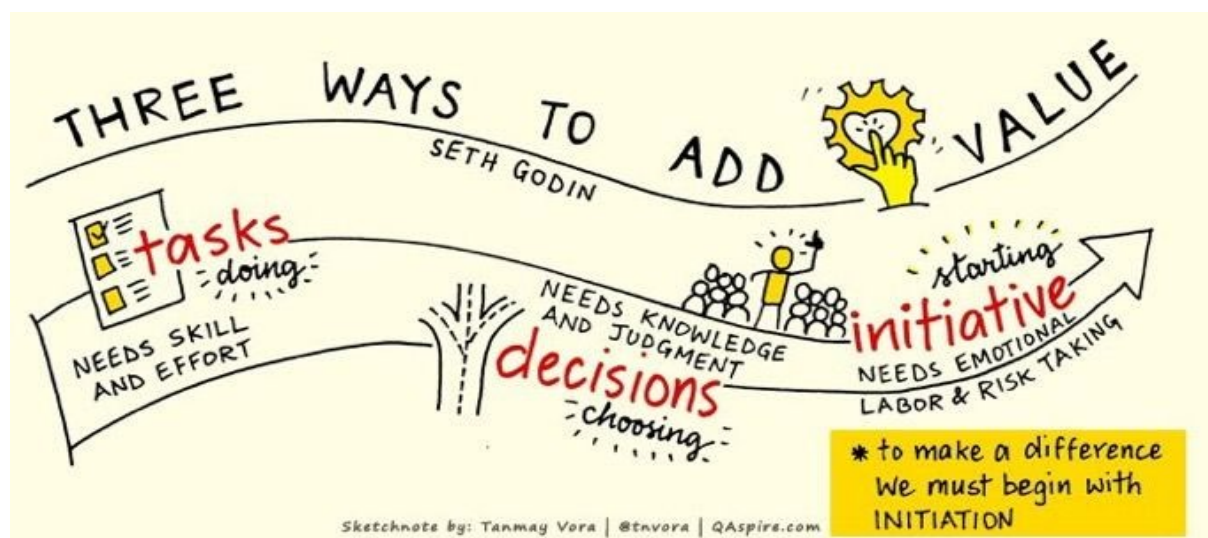 THREE WAYS TO ADD VALUE
SETH GODIN
tasks
doing
NEEDS SKILL
AND EFFORT
NEEDS KNOWLEDGE
AND JUDGMENT
decisions
choosing
starting
initiative
NEEDS EMOTIONAL
LABOR & RISK TAKING
* to make a difference
We must begin with
INITIATION
Sketchnote by: Tanmay Vora | @tnvora | QAspire.com